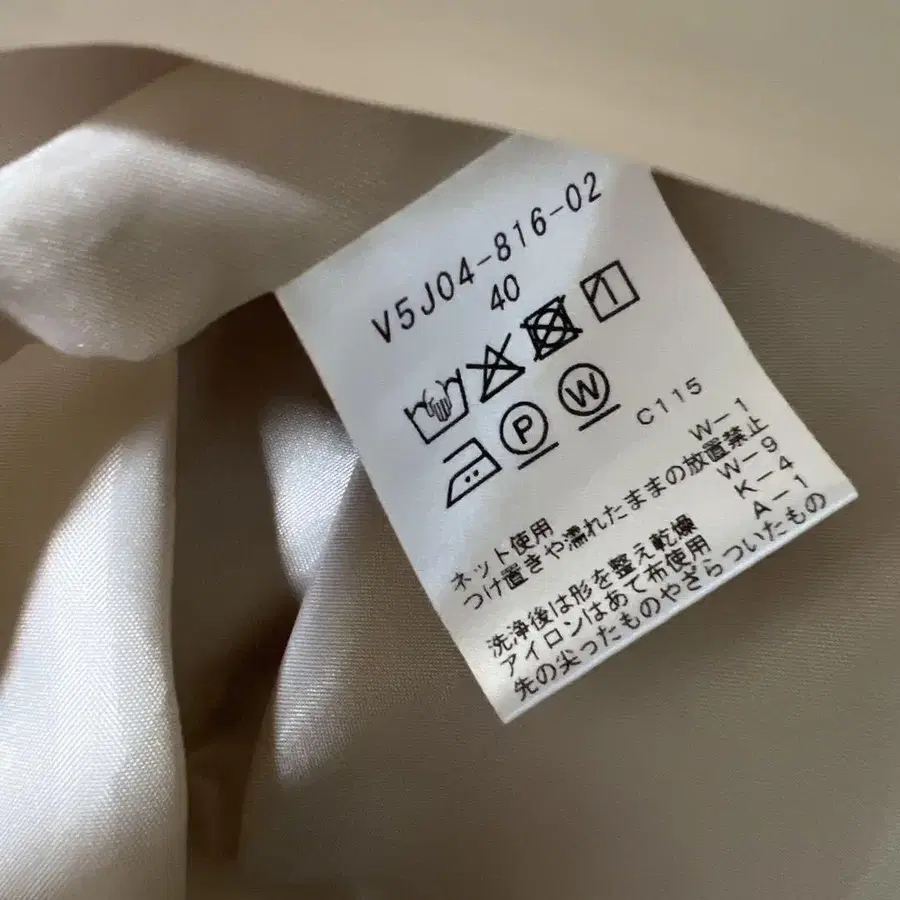 V5J04-816-02
40
P W
C115
W-1
ネット使用
つけ置きや濡れたままの放置禁止
W-9
洗浄後は形を整え乾燥
K-4
アイロンはあて布使用
A-1
先の尖ったものやざらついたもの